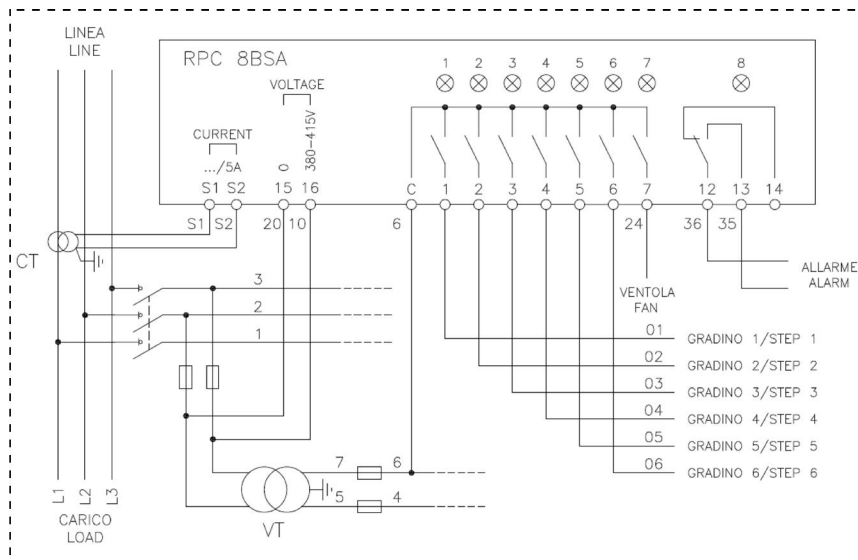 LINEA
LINE
RPC 8BSA
1 2 3 4 5 6 7 8
VOLTAGE
CURRENT
.../5A
0
380-415V
S1 S2 15 16 C 1 2 3 4 5 6 7 12 13 14
S1 S2 20 10 6 24 36 35
CT
ALLARME
ALARM
VENTOLA
FAN
3
2
1
01 GRADINO 1/STEP 1
02 GRADINO 2/STEP 2
03 GRADINO 3/STEP 3
04 GRADINO 4/STEP 4
05 GRADINO 5/STEP 5
06 GRADINO 6/STEP 6
7 6
5 4
VT
L1 L2 L3
CARICO
LOAD